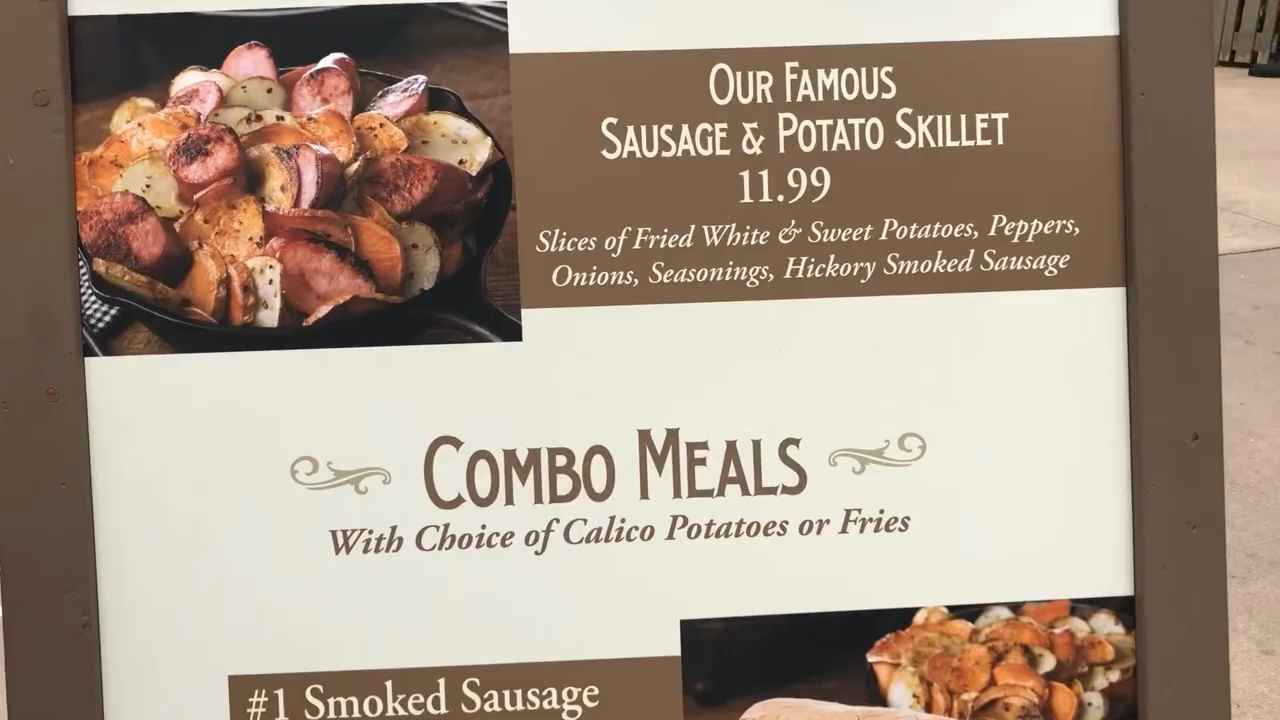 Our Famous
Sausage & Potato Skillet
11.99
Slices of Fried White & Sweet Potatoes, Peppers,
Onions, Seasonings, Hickory Smoked Sausage
Combo Meals
With Choice of Calico Potatoes or Fries
#1 Smoked Sausage